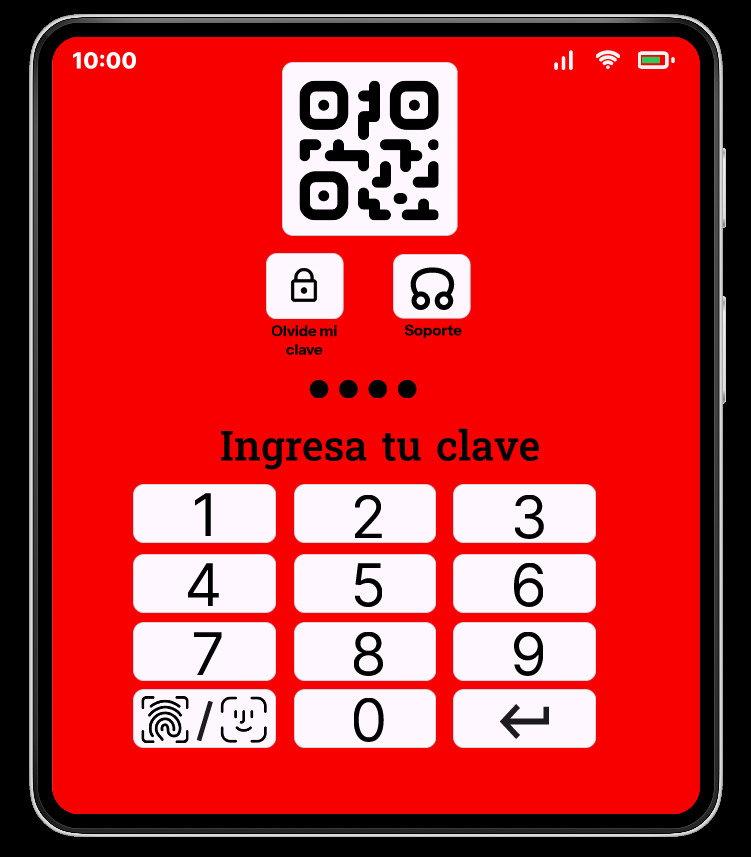 10:00
Olvide mi
clave
Soporte
Ingresa tu clave
1 2 3
4 5 6
7 8 9
/ 0